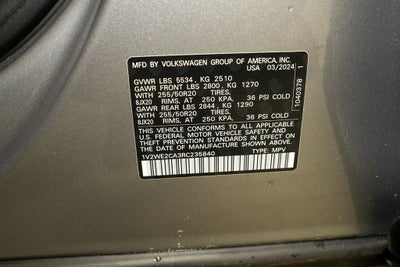 MFD BY VOLKSWAGEN GROUP OF AMERICA, INC.
USA 03/2024
GVWR LBS 5534, KG 2510
GAWR FRONT LBS 2800, KG 1270
WITH 255/50R20 TIRES,
8JX20 RIMS, AT 250 KPA, 36 PSI COLD
GAWR REAR LBS 2844, KG 1290
WITH 255/50R20 TIRES,
8JX20 RIMS, AT 250 KPA, 36 PSI COLD
THIS VEHICLE CONFORMS TO ALL APPLICABLE
U.S. FEDERAL MOTOR VEHICLE SAFETY AND
THEFT PREVENTION STANDARDS IN EFFECT
ON THE DATE OF MANUFACTURE SHOWN ABOVE
1V2WE2CA3RC235840 TYPE: MPV
1040378 1